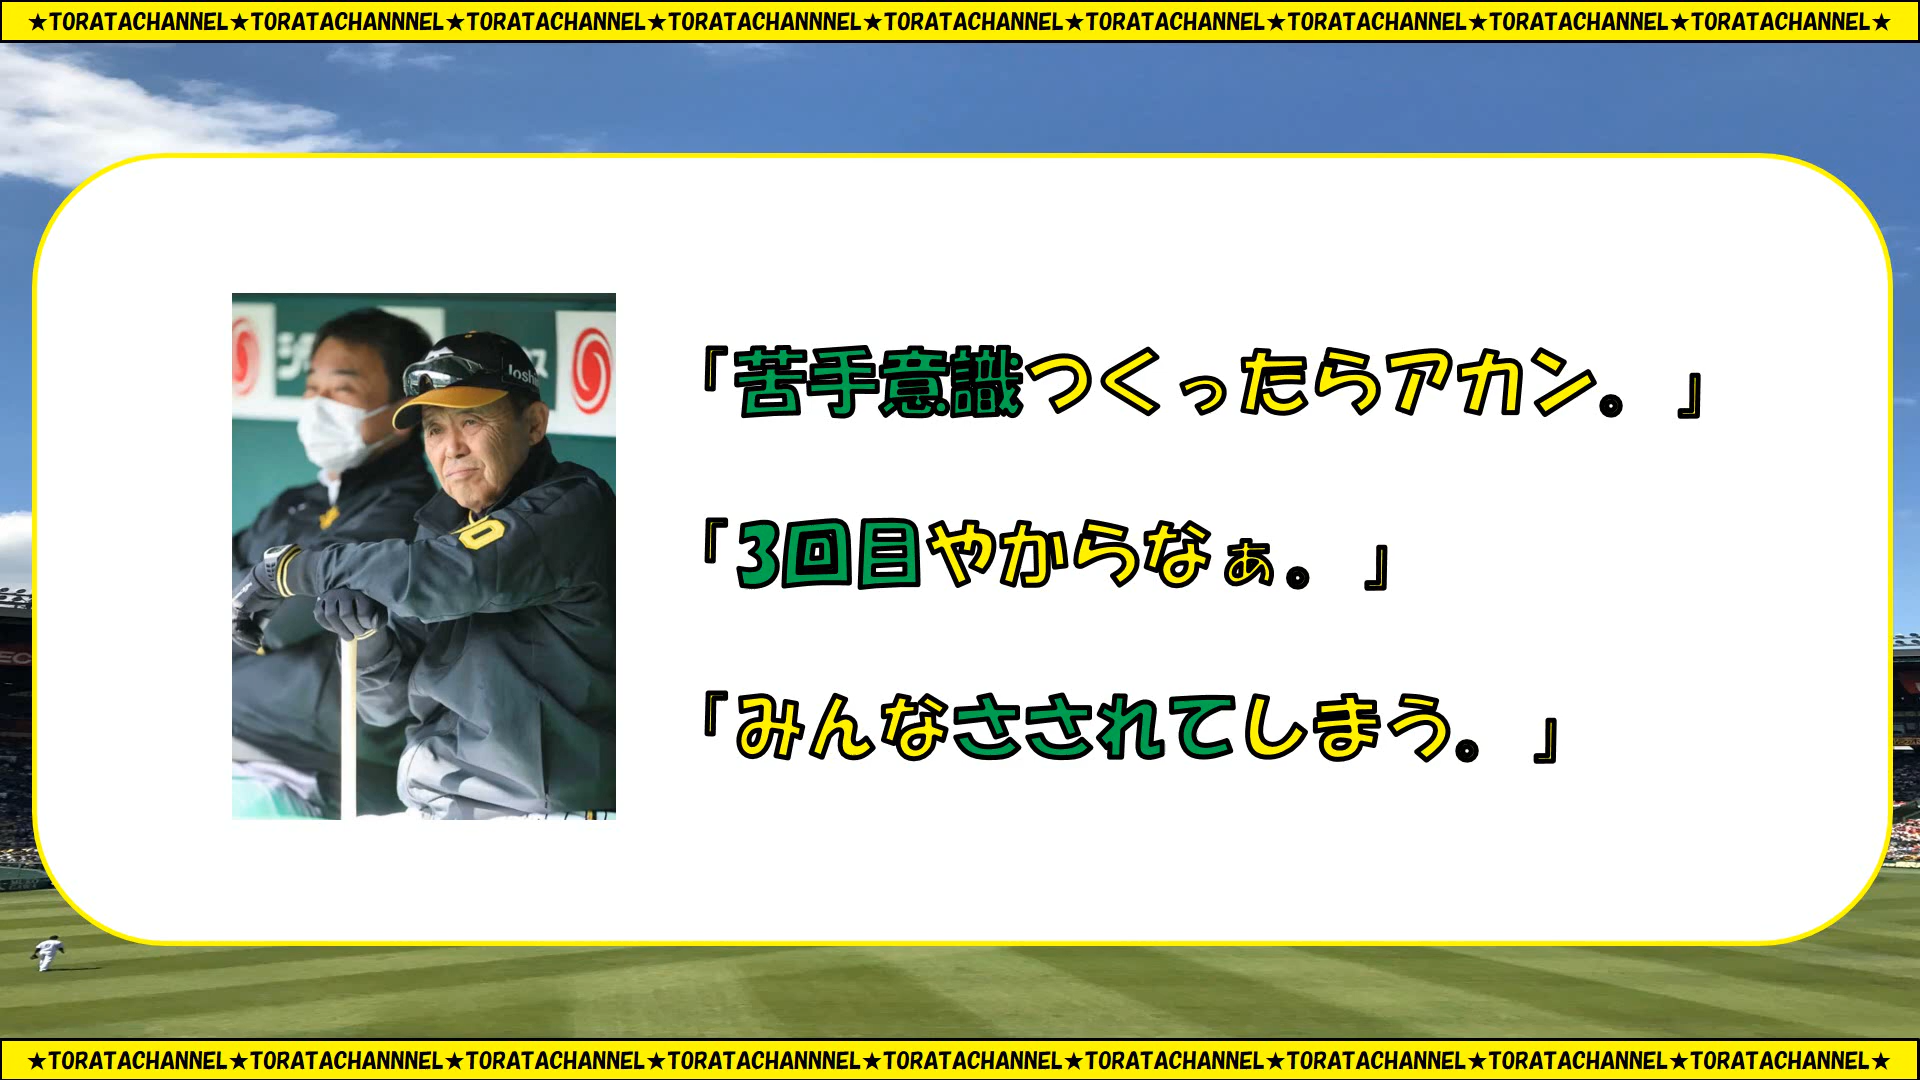 ★TORATACHANNEL★TORATACHANNNEL★TORATACHANNEL★TORATACHANNNEL★TORATACHANNEL★TORATACHANNEL★TORATACHANNEL★TORATACHANNEL★TORATACHANNEL★
『苦手意識つくったらアカン。』
『3回目やからなぁ。』
『みんなさされてしまう。』
★TORATACHANNEL★TORATACHANNNEL★TORATACHANNEL★TORATACHANNNEL★TORATACHANNEL★TORATACHANNEL★TORATACHANNEL★TORATACHANNEL★TORATACHANNEL★